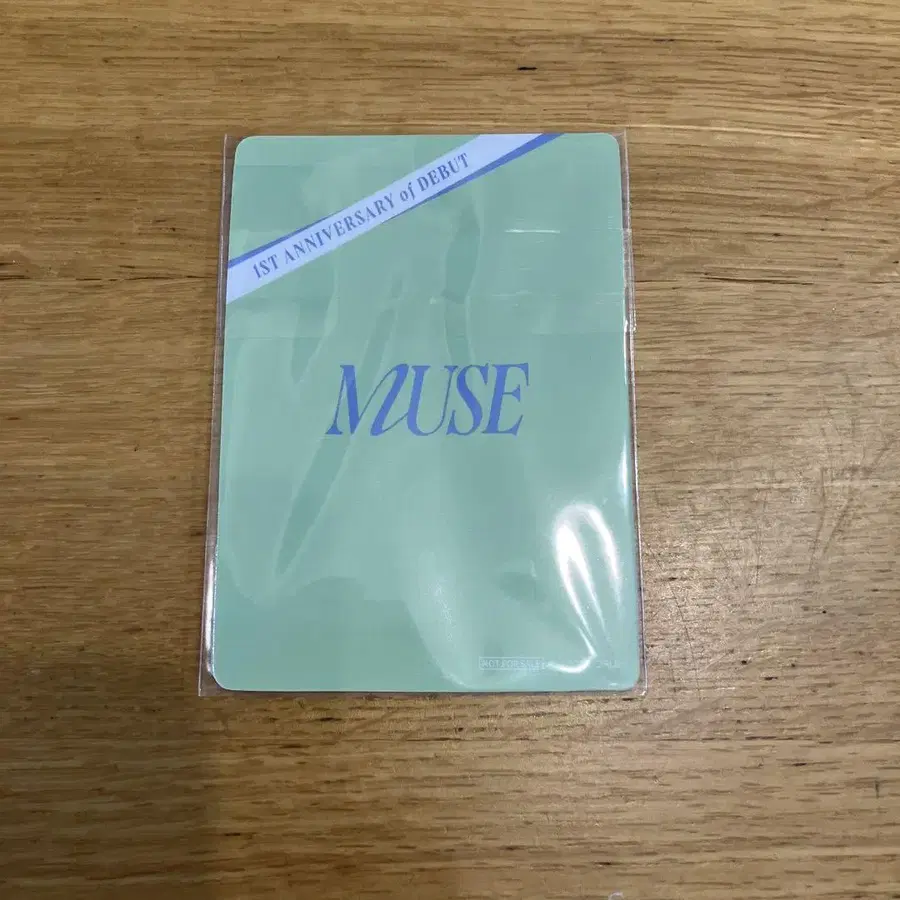 1ST ANNIVERSARY of DEBUT
MUSE
NOT FOR SALE